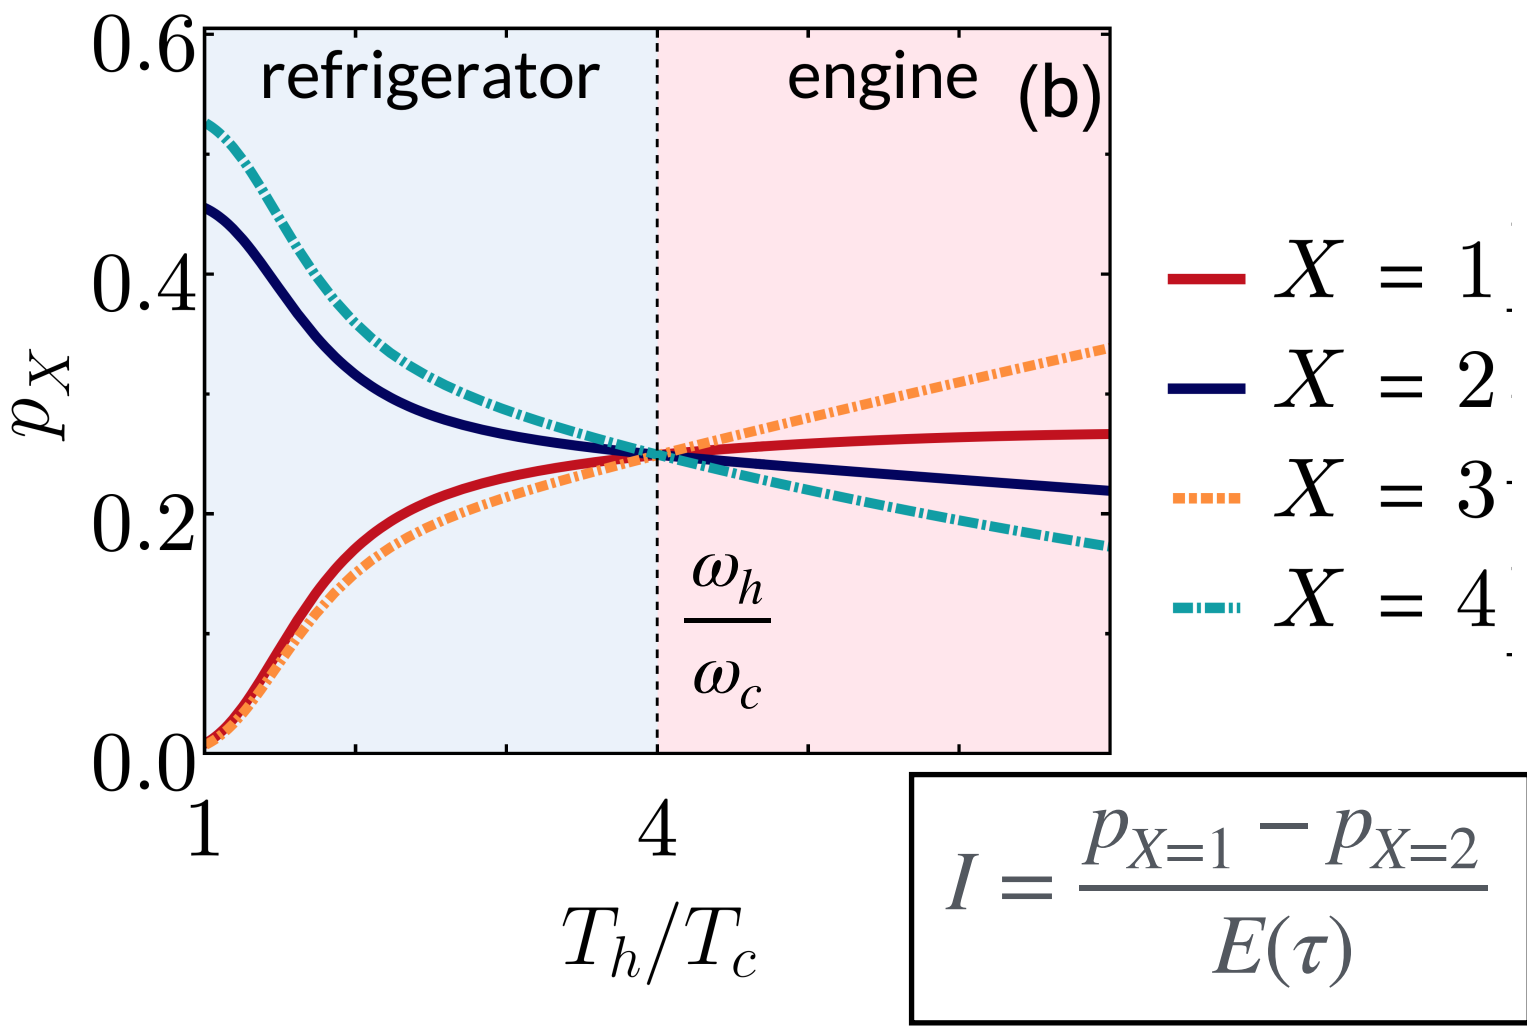 0.6
0.4
0.2
0.0
p_X
refrigerator
engine
(b)
ω_h
ω_c
1
4
T_h/T_c
X = 1
X = 2
X = 3
X = 4
I = (p_{X=1} − p_{X=2}) / E(τ)